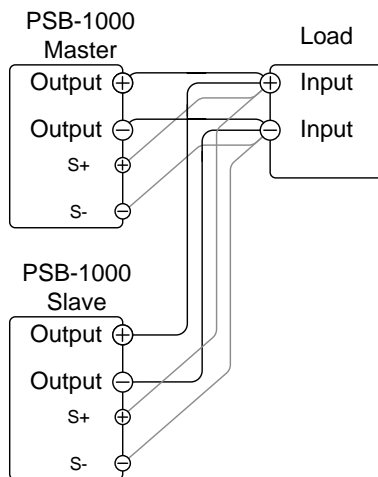 PSB-1000
Master
Output
Output
S+
S-
Load
Input
Input
PSB-1000
Slave
Output
Output
S+
S-